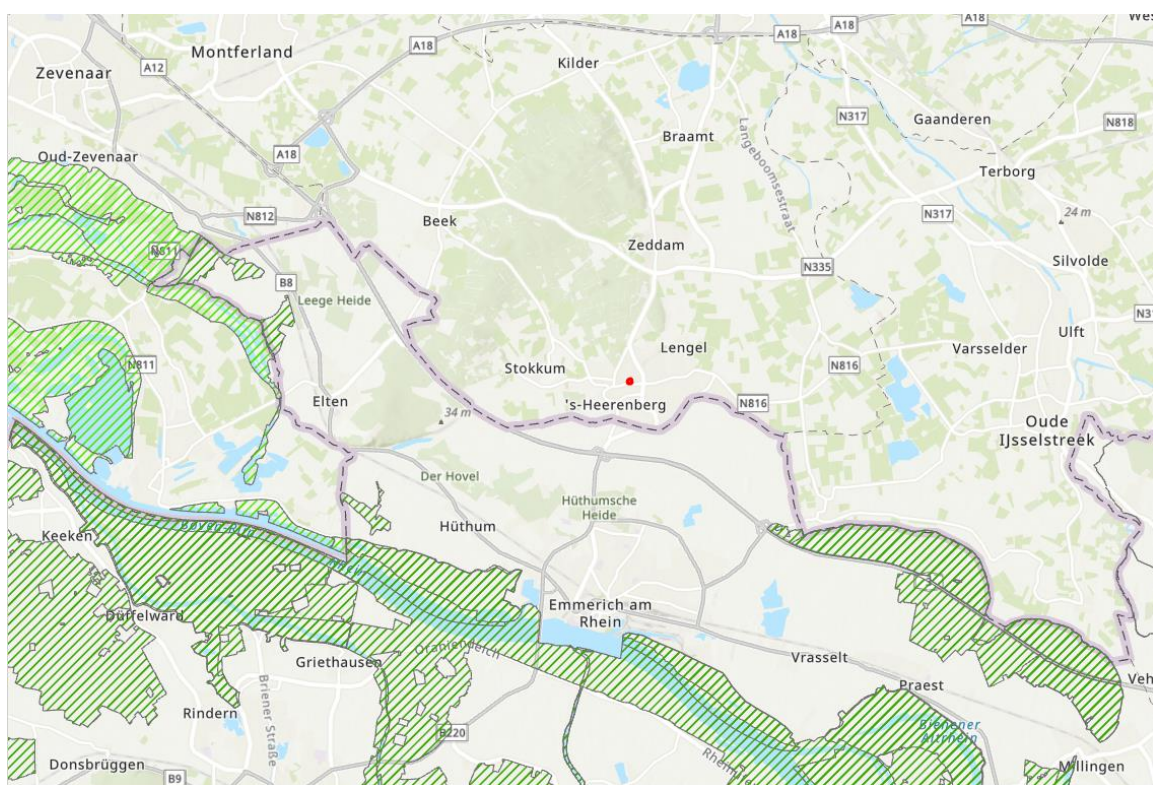 A18
A18
Montferland
A18
Kilder
Zevenaar
A12
N317
Gaanderen
N818
Braamt
Langeboomsestraat
A18
Oud-Zevenaar
Terborg
24 m
N812
Beek
N317
Zeddam
N811
Silvolde
N335
B8
Leege Heide
Ulft
Lengel
Varsselder
N811
Stokkum
N816
Elten
's-Heerenberg
N816
34 m
Oude
IJsselstreek
Der Hovel
Hüthumsche
Heide
Hüthum
Keeken
Emmerich am
Rhein
Düffelward
Oraniendeich
Griethausen
Vrasselt
Praest
Briener Straße
Rindern
Bienener
Altrhein
B220
Donsbrüggen
B9
Millingen